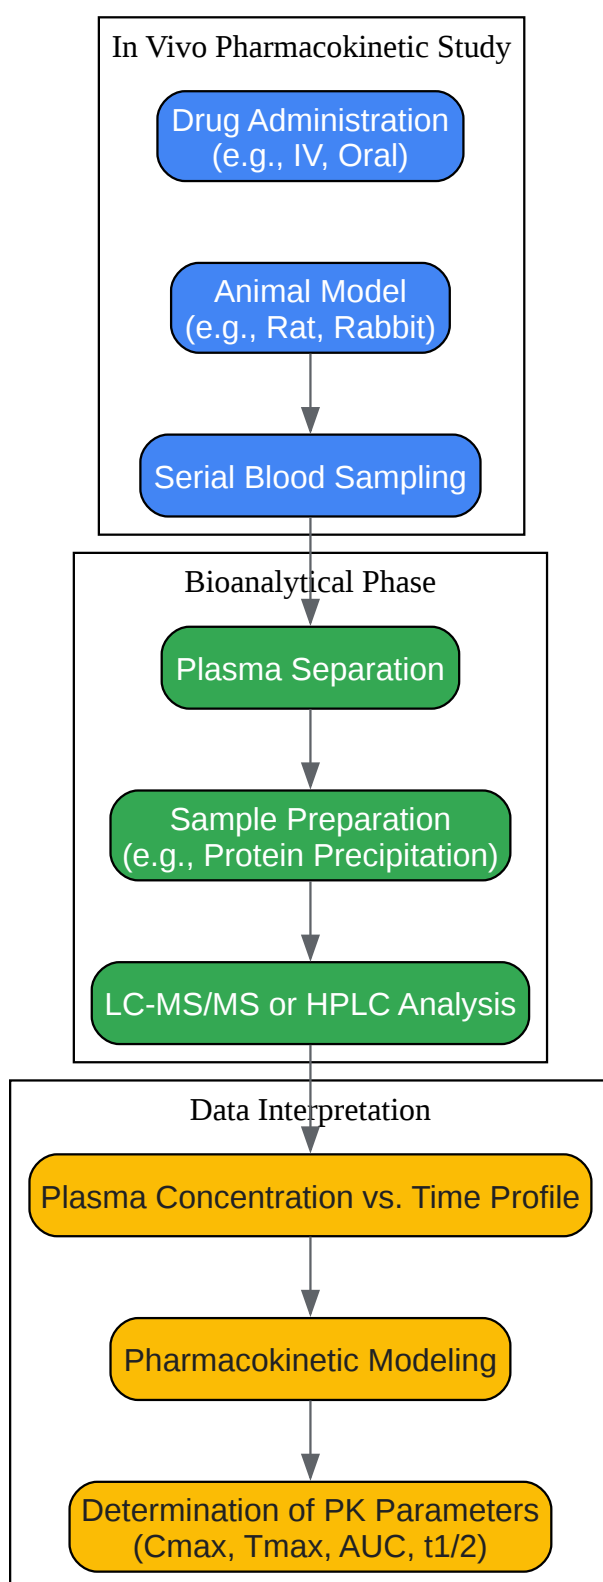 In Vivo Pharmacokinetic Study
Drug Administration
(e.g., IV, Oral)
Animal Model
(e.g., Rat, Rabbit)
Serial Blood Sampling
Bioanalytical Phase
Plasma Separation
Sample Preparation
(e.g., Protein Precipitation)
LC-MS/MS or HPLC Analysis
Data Interpretation
Plasma Concentration vs. Time Profile
Pharmacokinetic Modeling
Determination of PK Parameters
(Cmax, Tmax, AUC, t1/2)